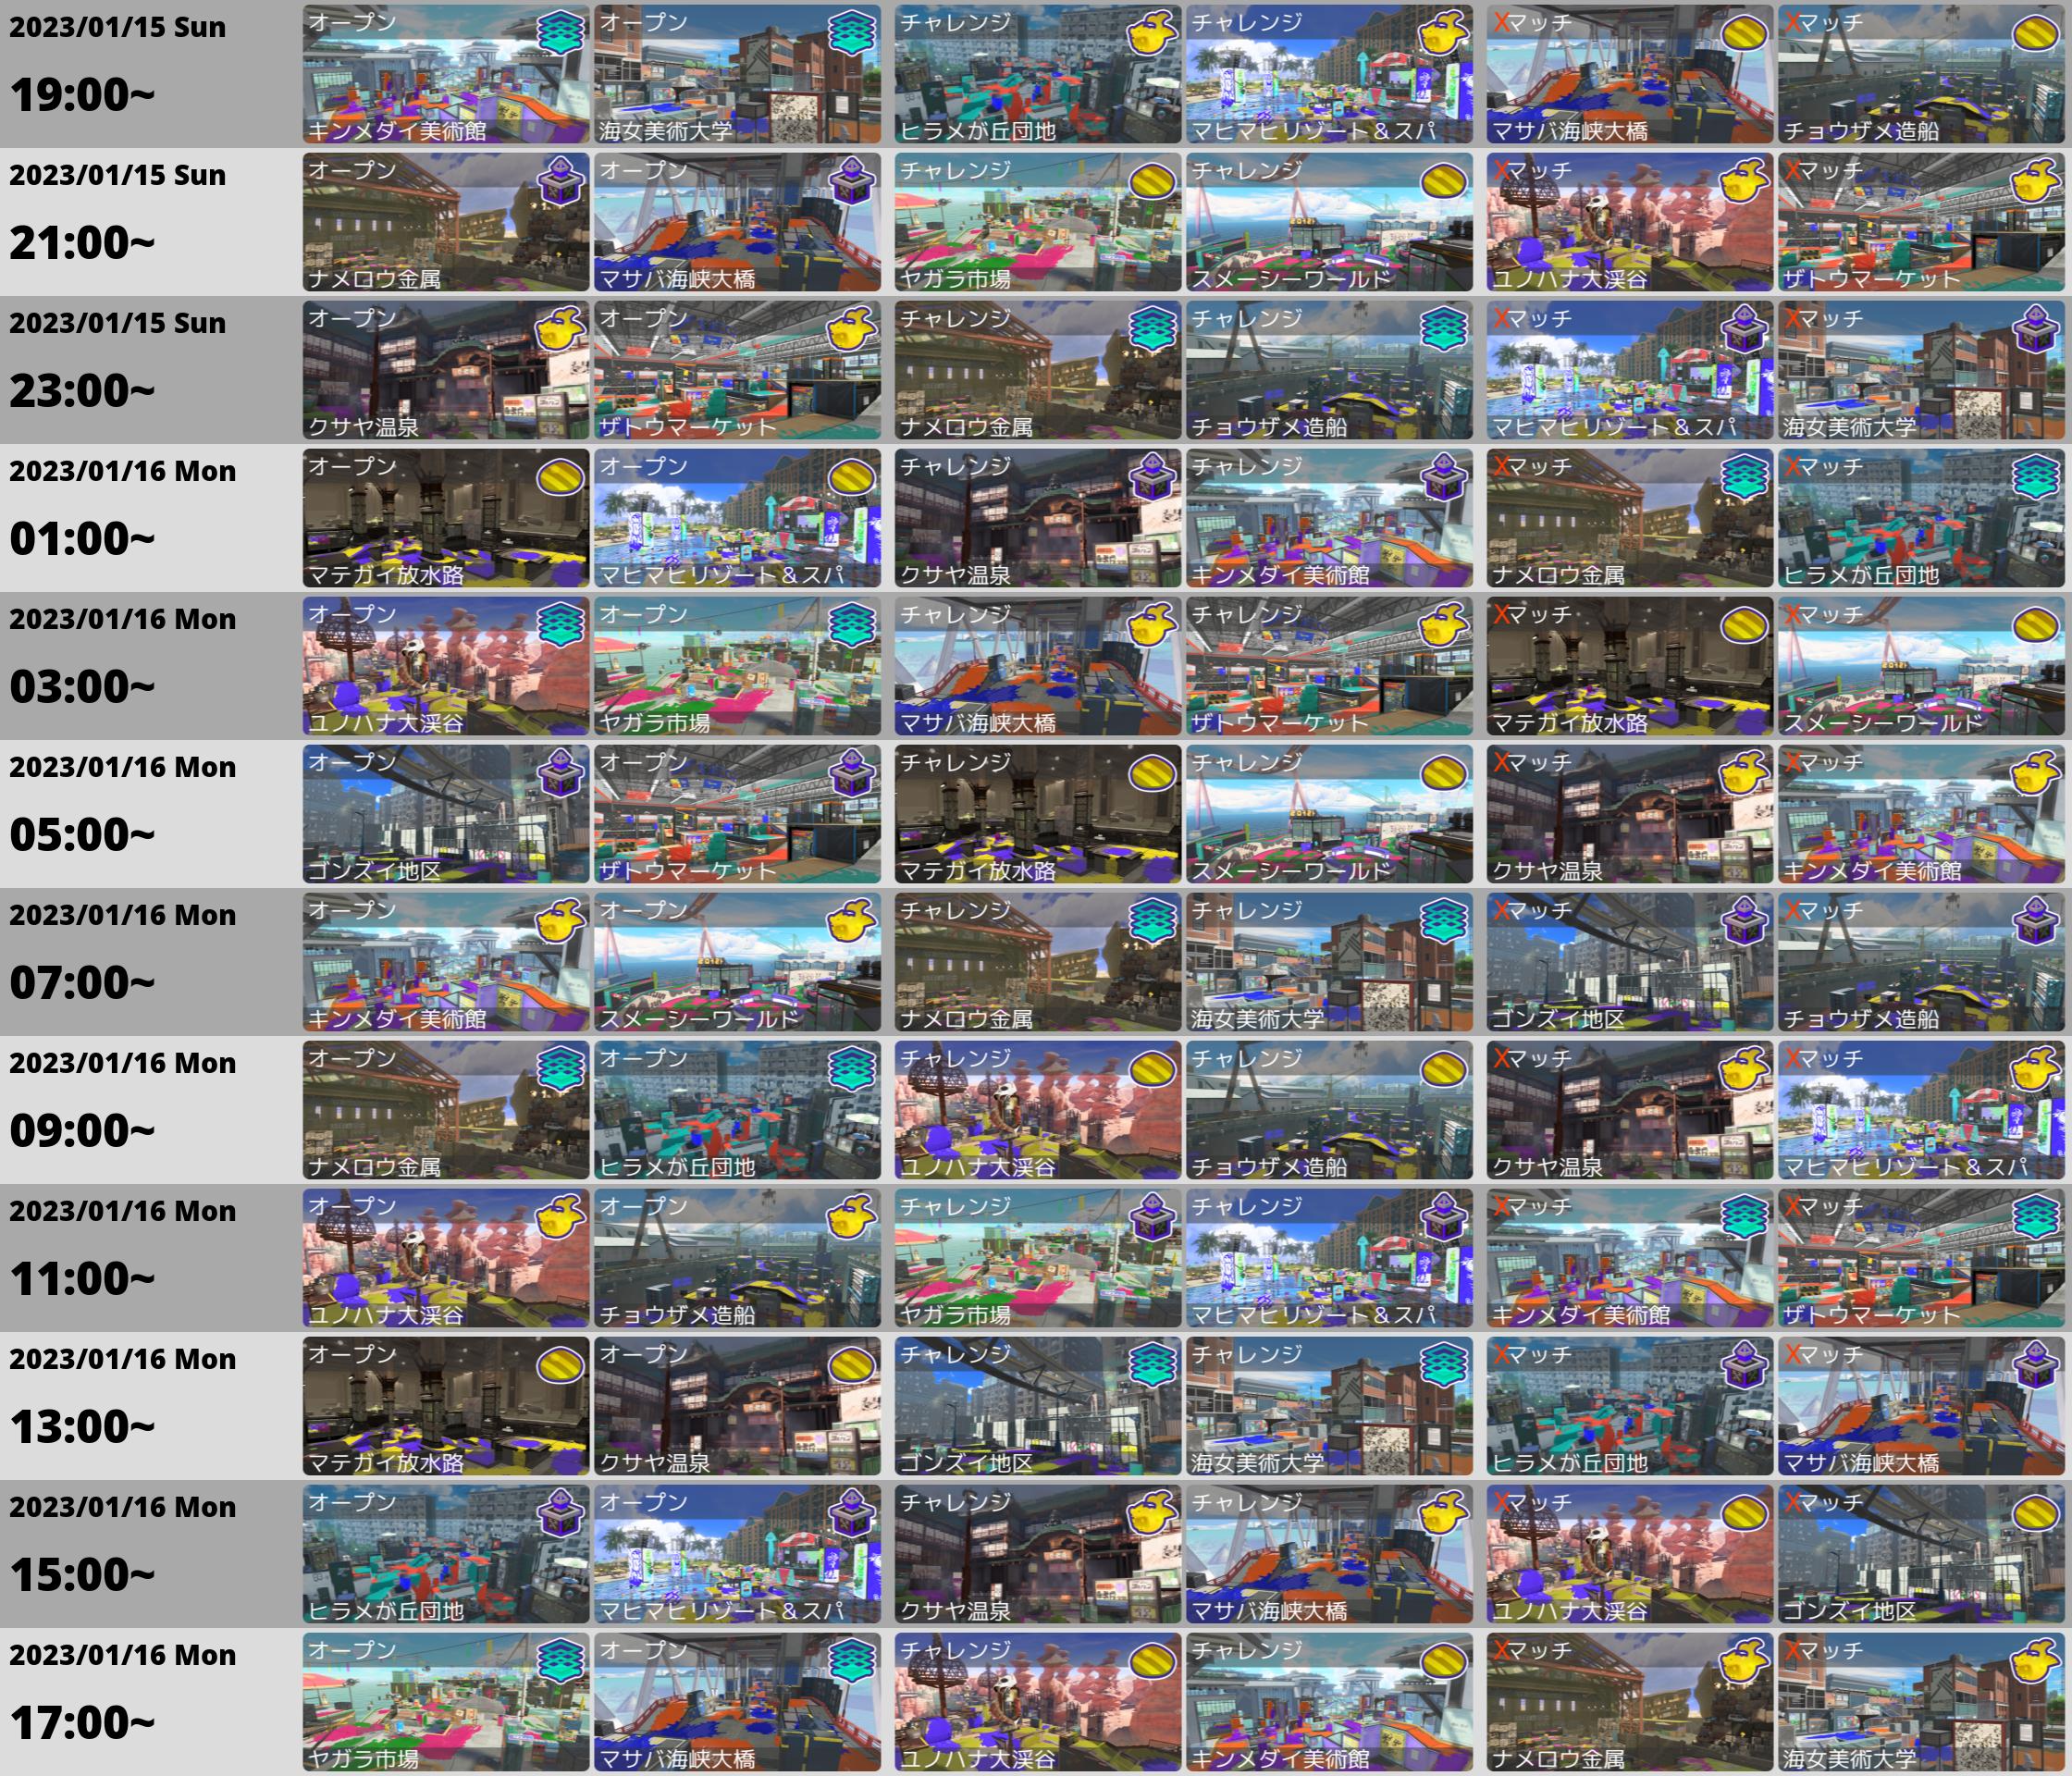 2023/01/15 Sun
19:00~
オープン オープン チャレンジ チャレンジ Xマッチ Xマッチ
キンメダイ美術館 海女美術大学 ヒラメが丘団地 マヒマヒリゾート＆スパ マサバ海峡大橋 チョウザメ造船
2023/01/15 Sun
21:00~
オープン オープン チャレンジ チャレンジ Xマッチ Xマッチ
ナメロウ金属 マサバ海峡大橋 ヤガラ市場 スメーシーワールド ユノハナ大渓谷 ザトウマーケット
2023/01/15 Sun
23:00~
オープン オープン チャレンジ チャレンジ Xマッチ Xマッチ
クサヤ温泉 ザトウマーケット ナメロウ金属 チョウザメ造船 マヒマヒリゾート＆スパ 海女美術大学
2023/01/16 Mon
01:00~
オープン オープン チャレンジ チャレンジ Xマッチ Xマッチ
マテガイ放水路 マヒマヒリゾート＆スパ クサヤ温泉 キンメダイ美術館 ナメロウ金属 ヒラメが丘団地
2023/01/16 Mon
03:00~
オープン オープン チャレンジ チャレンジ Xマッチ Xマッチ
ユノハナ大渓谷 ヤガラ市場 マサバ海峡大橋 ザトウマーケット マテガイ放水路 スメーシーワールド
2023/01/16 Mon
05:00~
オープン オープン チャレンジ チャレンジ Xマッチ Xマッチ
ゴンズイ地区 ザトウマーケット マテガイ放水路 スメーシーワールド クサヤ温泉 キンメダイ美術館
2023/01/16 Mon
07:00~
オープン オープン チャレンジ チャレンジ Xマッチ Xマッチ
キンメダイ美術館 スメーシーワールド ナメロウ金属 海女美術大学 ゴンズイ地区 チョウザメ造船
2023/01/16 Mon
09:00~
オープン オープン チャレンジ チャレンジ Xマッチ Xマッチ
ナメロウ金属 ヒラメが丘団地 ユノハナ大渓谷 チョウザメ造船 クサヤ温泉 マヒマヒリゾート＆スパ
2023/01/16 Mon
11:00~
オープン オープン チャレンジ チャレンジ Xマッチ Xマッチ
ユノハナ大渓谷 チョウザメ造船 ヤガラ市場 マヒマヒリゾート＆スパ キンメダイ美術館 ザトウマーケット
2023/01/16 Mon
13:00~
オープン オープン チャレンジ チャレンジ Xマッチ Xマッチ
マテガイ放水路 クサヤ温泉 ゴンズイ地区 海女美術大学 ヒラメが丘団地 マサバ海峡大橋
2023/01/16 Mon
15:00~
オープン オープン チャレンジ チャレンジ Xマッチ Xマッチ
ヒラメが丘団地 マヒマヒリゾート＆スパ クサヤ温泉 マサバ海峡大橋 ユノハナ大渓谷 ゴンズイ地区
2023/01/16 Mon
17:00~
オープン オープン チャレンジ チャレンジ Xマッチ Xマッチ
ヤガラ市場 マサバ海峡大橋 ユノハナ大渓谷 キンメダイ美術館 ナメロウ金属 海女美術大学